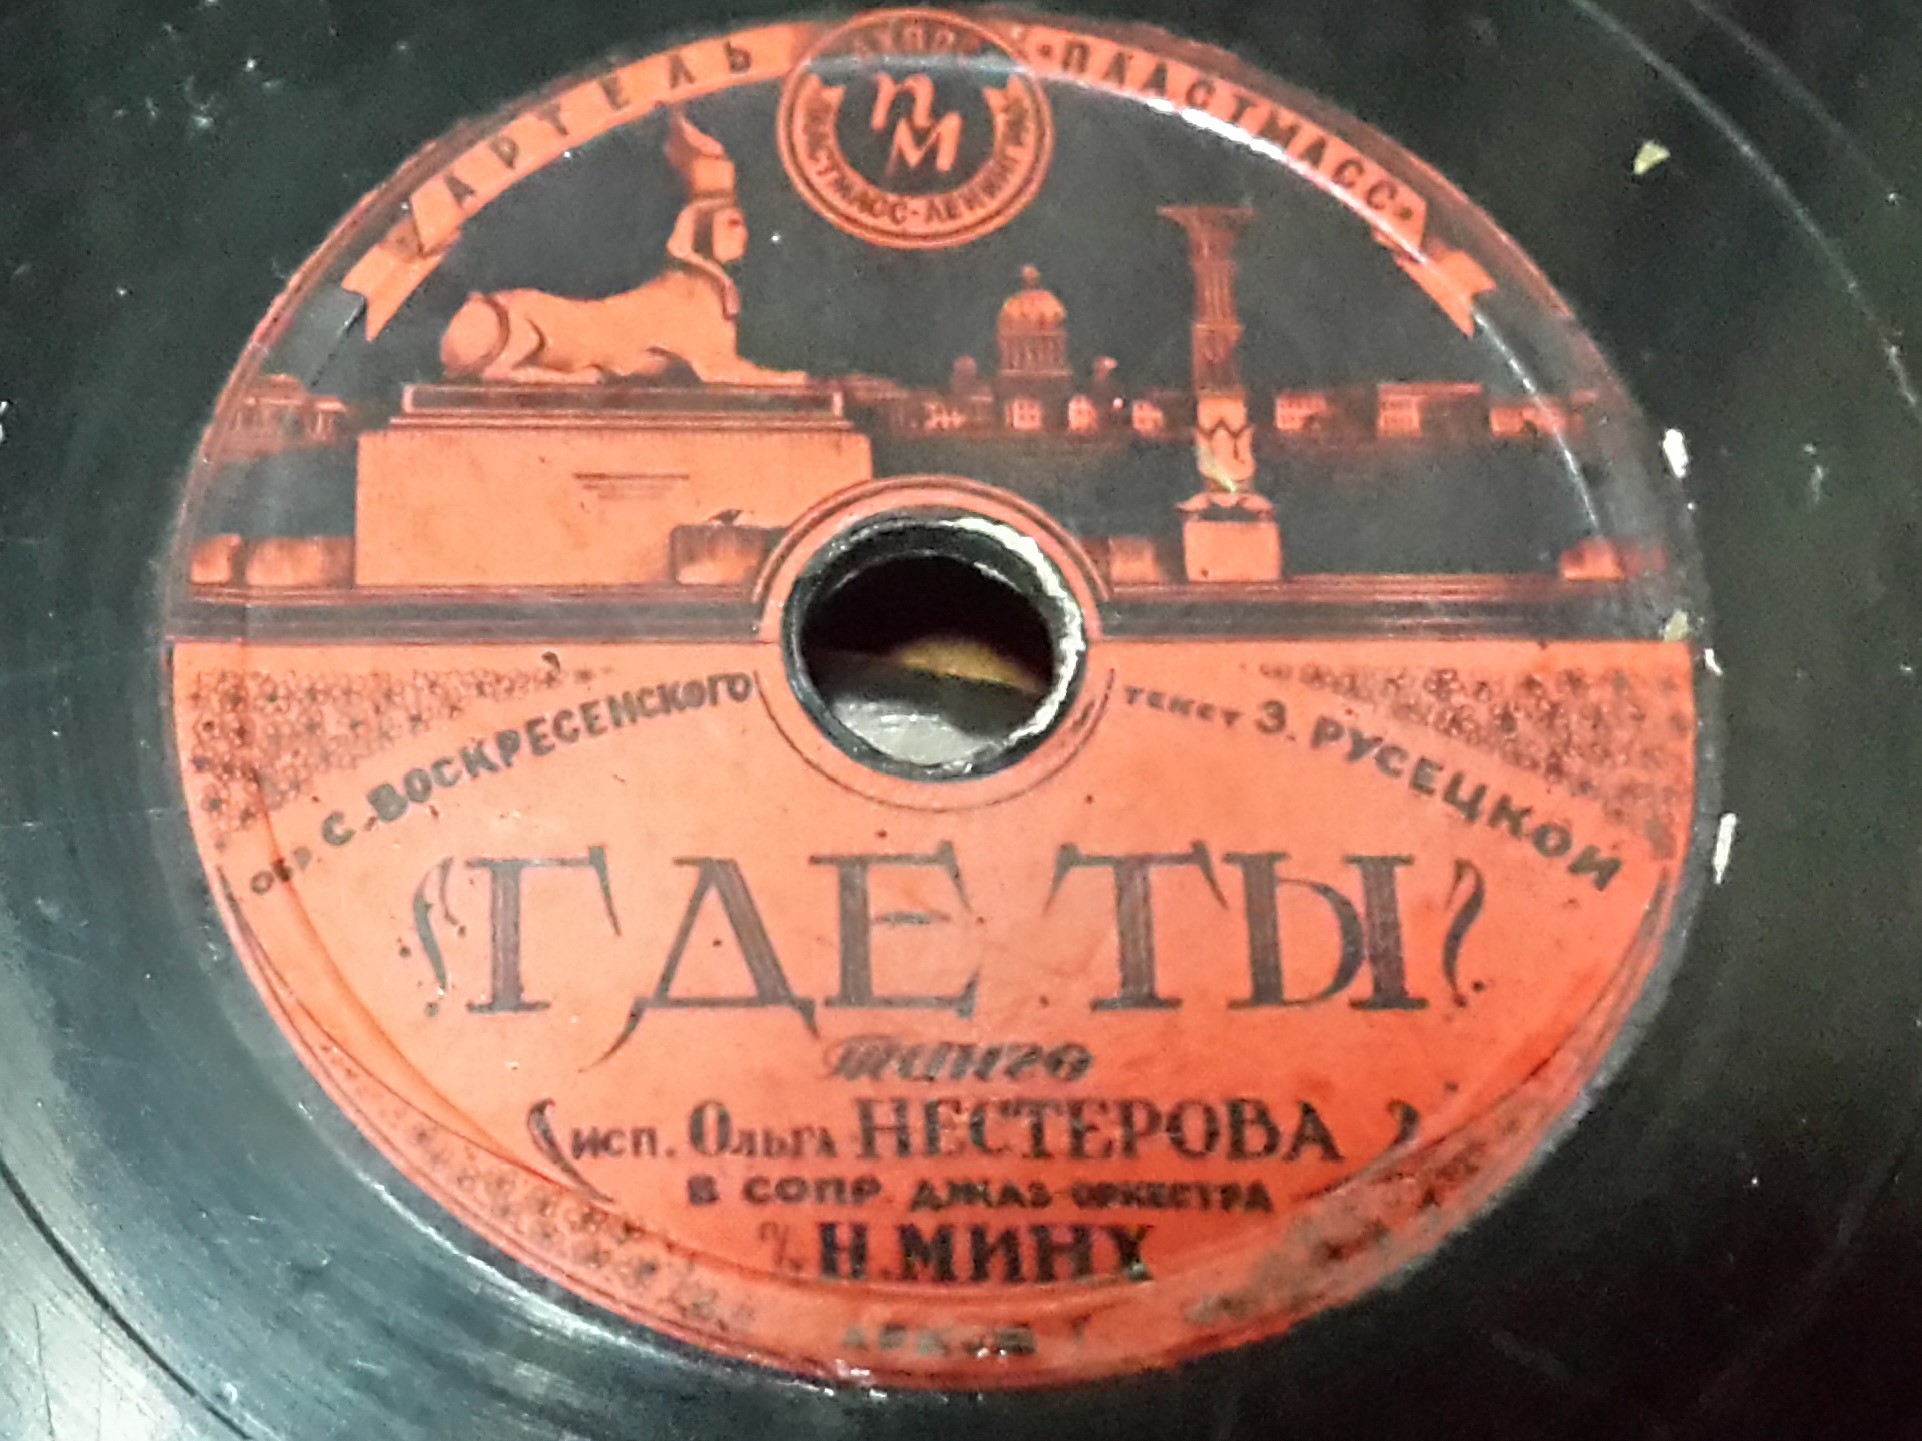 АРТЕЛЬ «ПЛАСТМАСС»
ПМ
ПЛАСТМАСС-ЛЕНИНГРАД
ОБР. С. ВОСКРЕСЕНСКОГО
ТЕКСТ З. РУСЕЦКОЙ
ГДЕ ТЫ
танго
ИСП. Ольга НЕСТЕРОВА
В СОПР. ДЖАЗ-ОРКЕСТРА
п/у Н. МИНХ